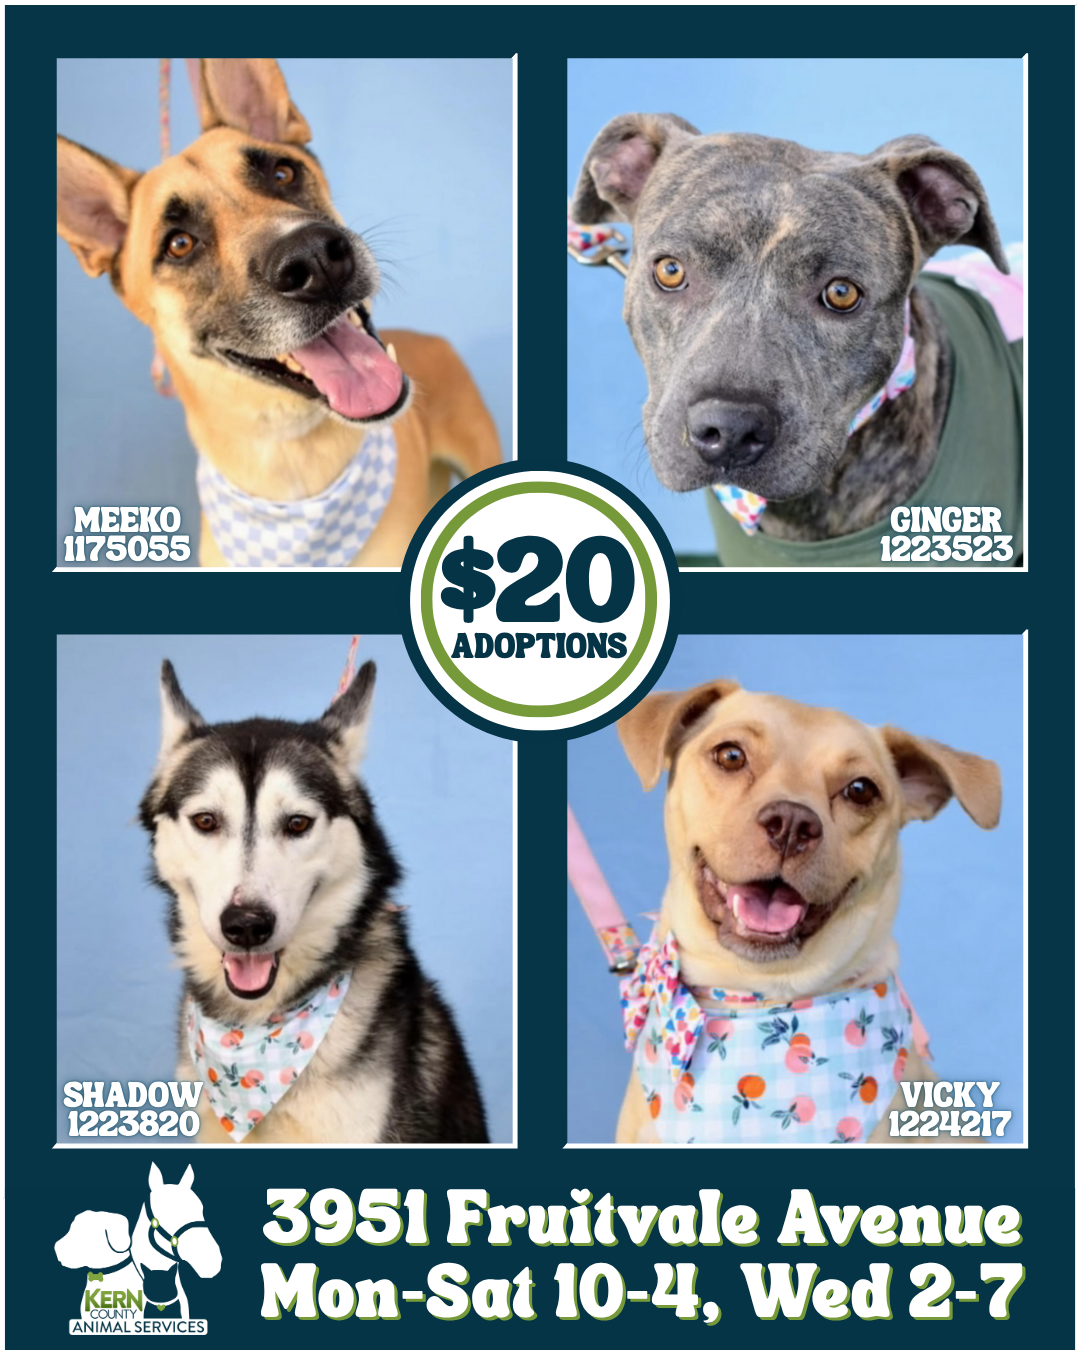 MEEKO
1175055
GINGER
1223523
$20
ADOPTIONS
SHADOW
1223820
VICKY
1224217
3951 Fruitvale Avenue
Mon-Sat 10-4, Wed 2-7
KERN
COUNTY
ANIMAL SERVICES